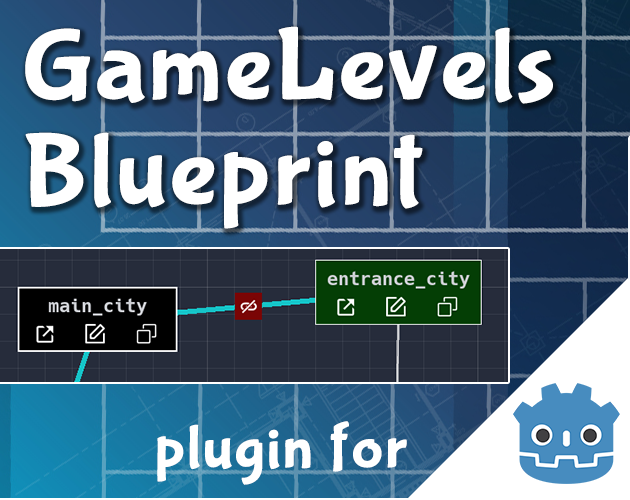 GameLevels
Blueprint
entrance_city
main_city
plugin for